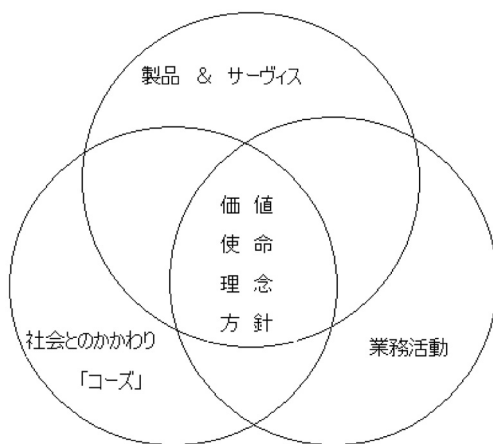 製品 & サーヴィス
価値
使命
理念
方針
社会とのかかわり
「コーズ」
業務活動